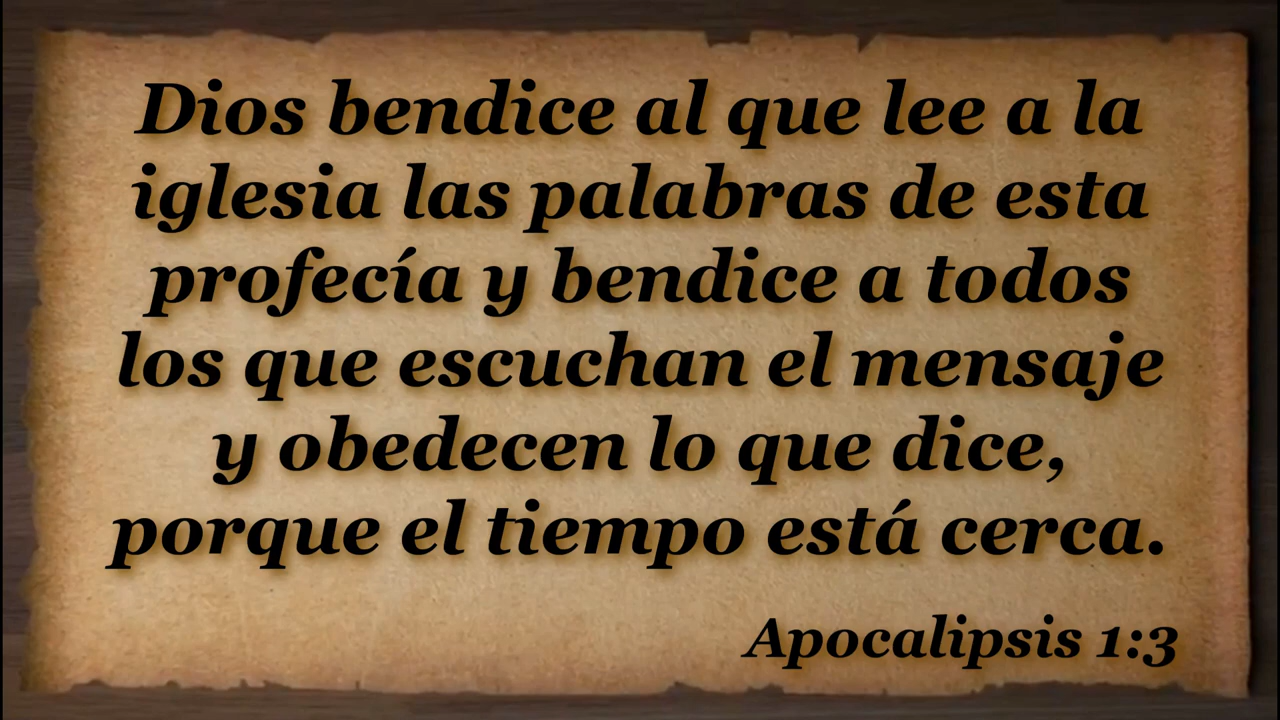 Dios bendice al que lee a la
iglesia las palabras de esta
profecía y bendice a todos
los que escuchan el mensaje
y obedecen lo que dice,
porque el tiempo está cerca.
Apocalipsis 1:3